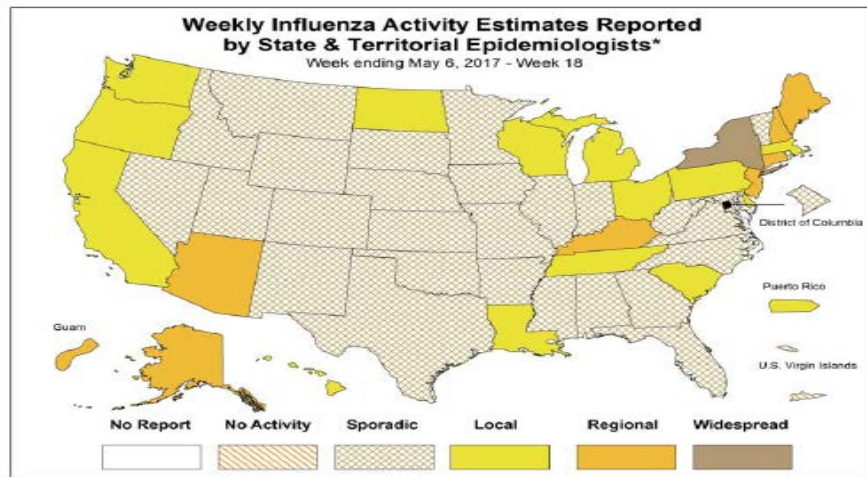 Weekly Influenza Activity Estimates Reported
by State & Territorial Epidemiologists*
Week ending May 6, 2017 - Week 18
District of Columbia
Puerto Rico
Guam
U.S. Virgin Islands
No Report No Activity Sporadic Local Regional Widespread